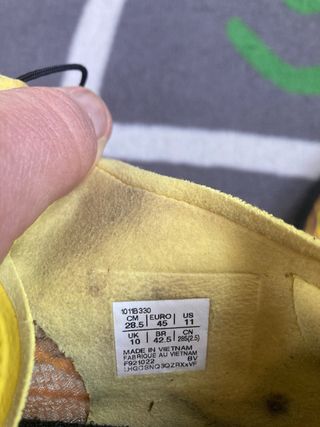 1011B330
CM EURO US
28.5 45 11
UK BR CN
10 42.5 285(2.5)
MADE IN VIETNAM
FABRIQUE AU VIETNAM
F921022 BV